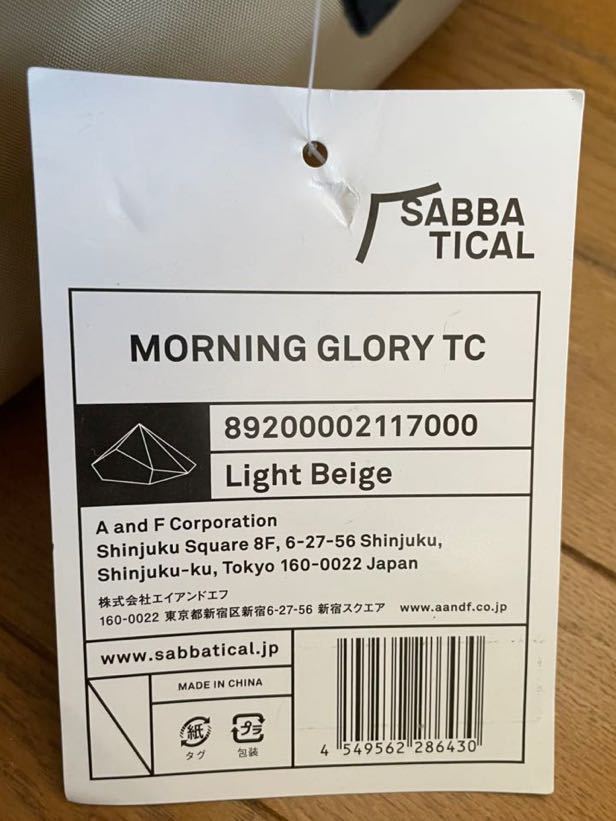 SABBA
TICAL
MORNING GLORY TC
89200002117000
Light Beige
A and F Corporation
Shinjuku Square 8F, 6-27-56 Shinjuku,
Shinjuku-ku, Tokyo 160-0022 Japan
株式会社エイアンドエフ
160-0022 東京都新宿区新宿6-27-56 新宿スクエア www.aandf.co.jp
www.sabbatical.jp
MADE IN CHINA
紙 プラ
タグ 包装
4 549562 286430